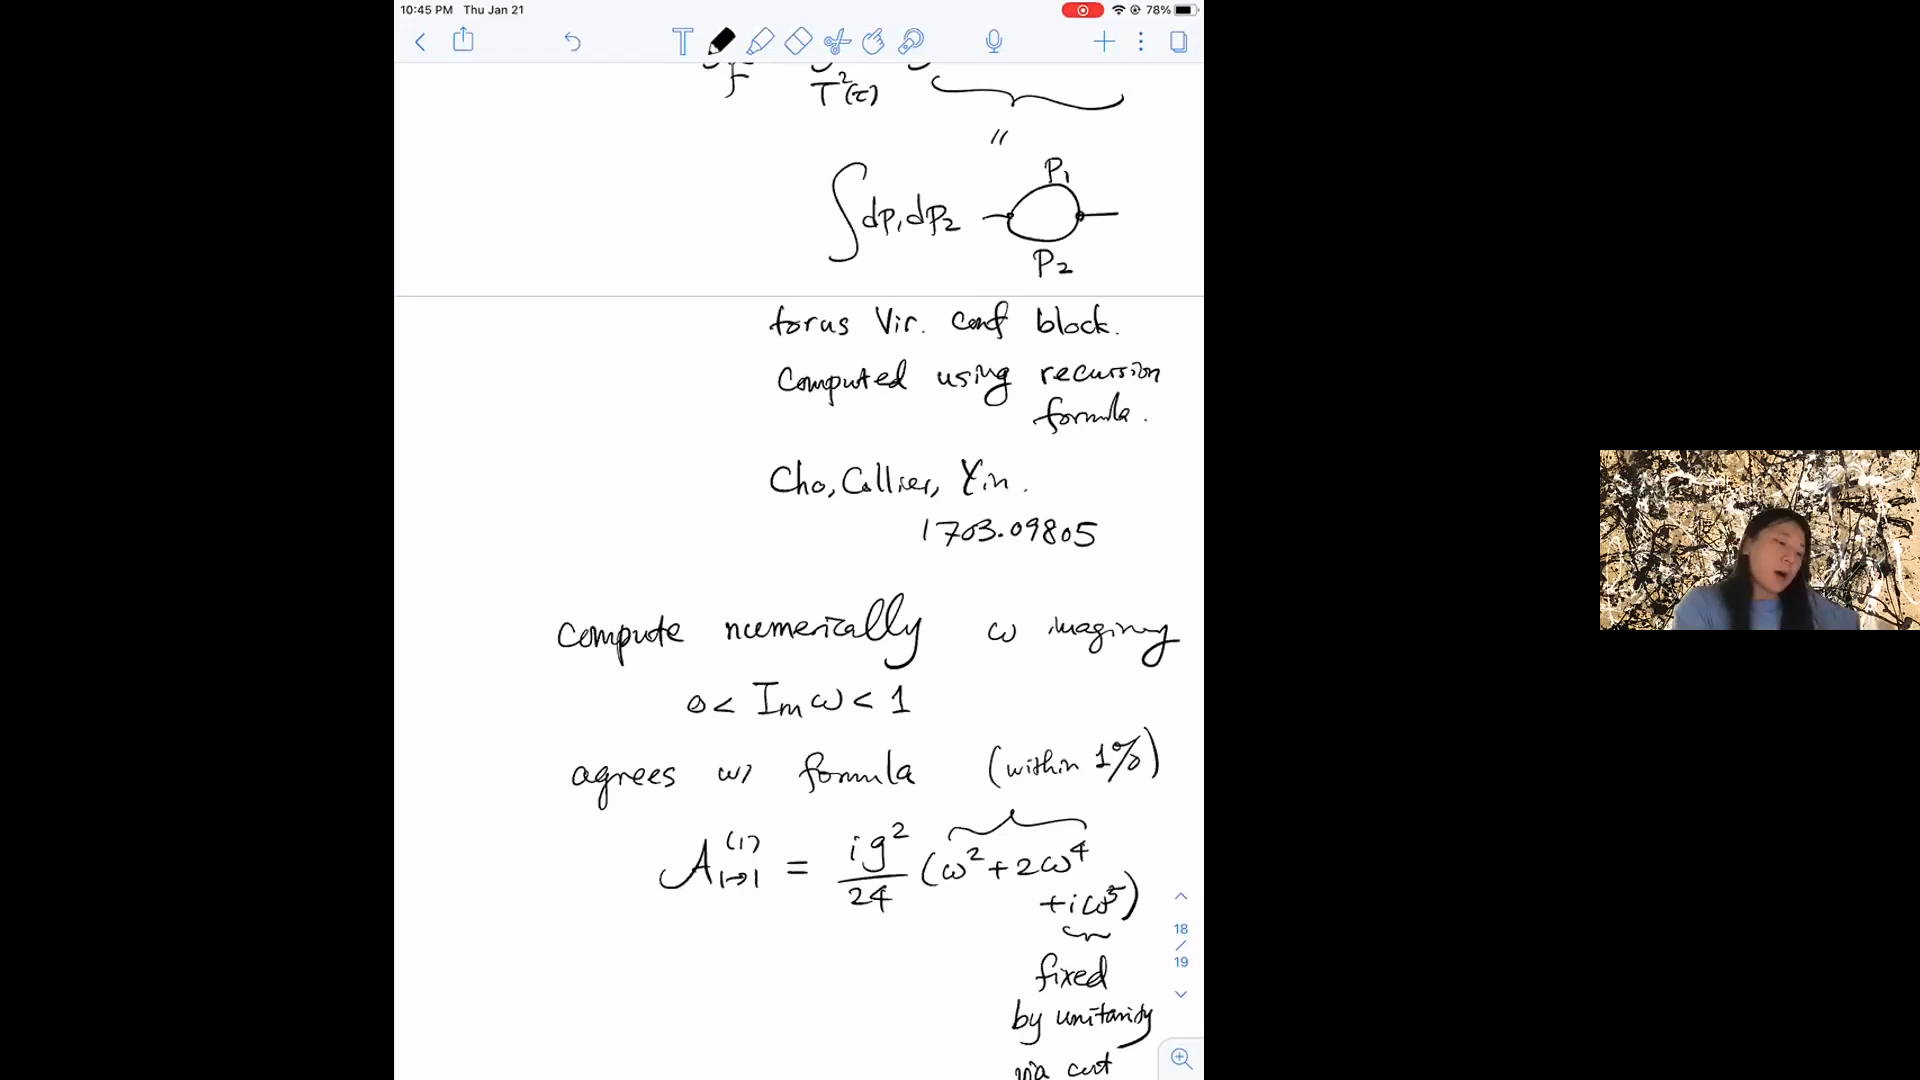 10:45 PM Thu Jan 21
78%
T
F
T²(τ)
"
P₁
∫dP₁dP₂
P₂
torus Vir. conf block.
Computed using recursion
formula.
Cho, Collier, Yin.
1703.09805
compute numerically ω imaginary
0 < Im ω < 1
agrees w/ formula (within 1%)
A⁽¹⁾₁→₁ = ig²/24 (ω² + 2ω⁴
+ iω⁵)
fixed
by unitarity
via cut
18
/
19